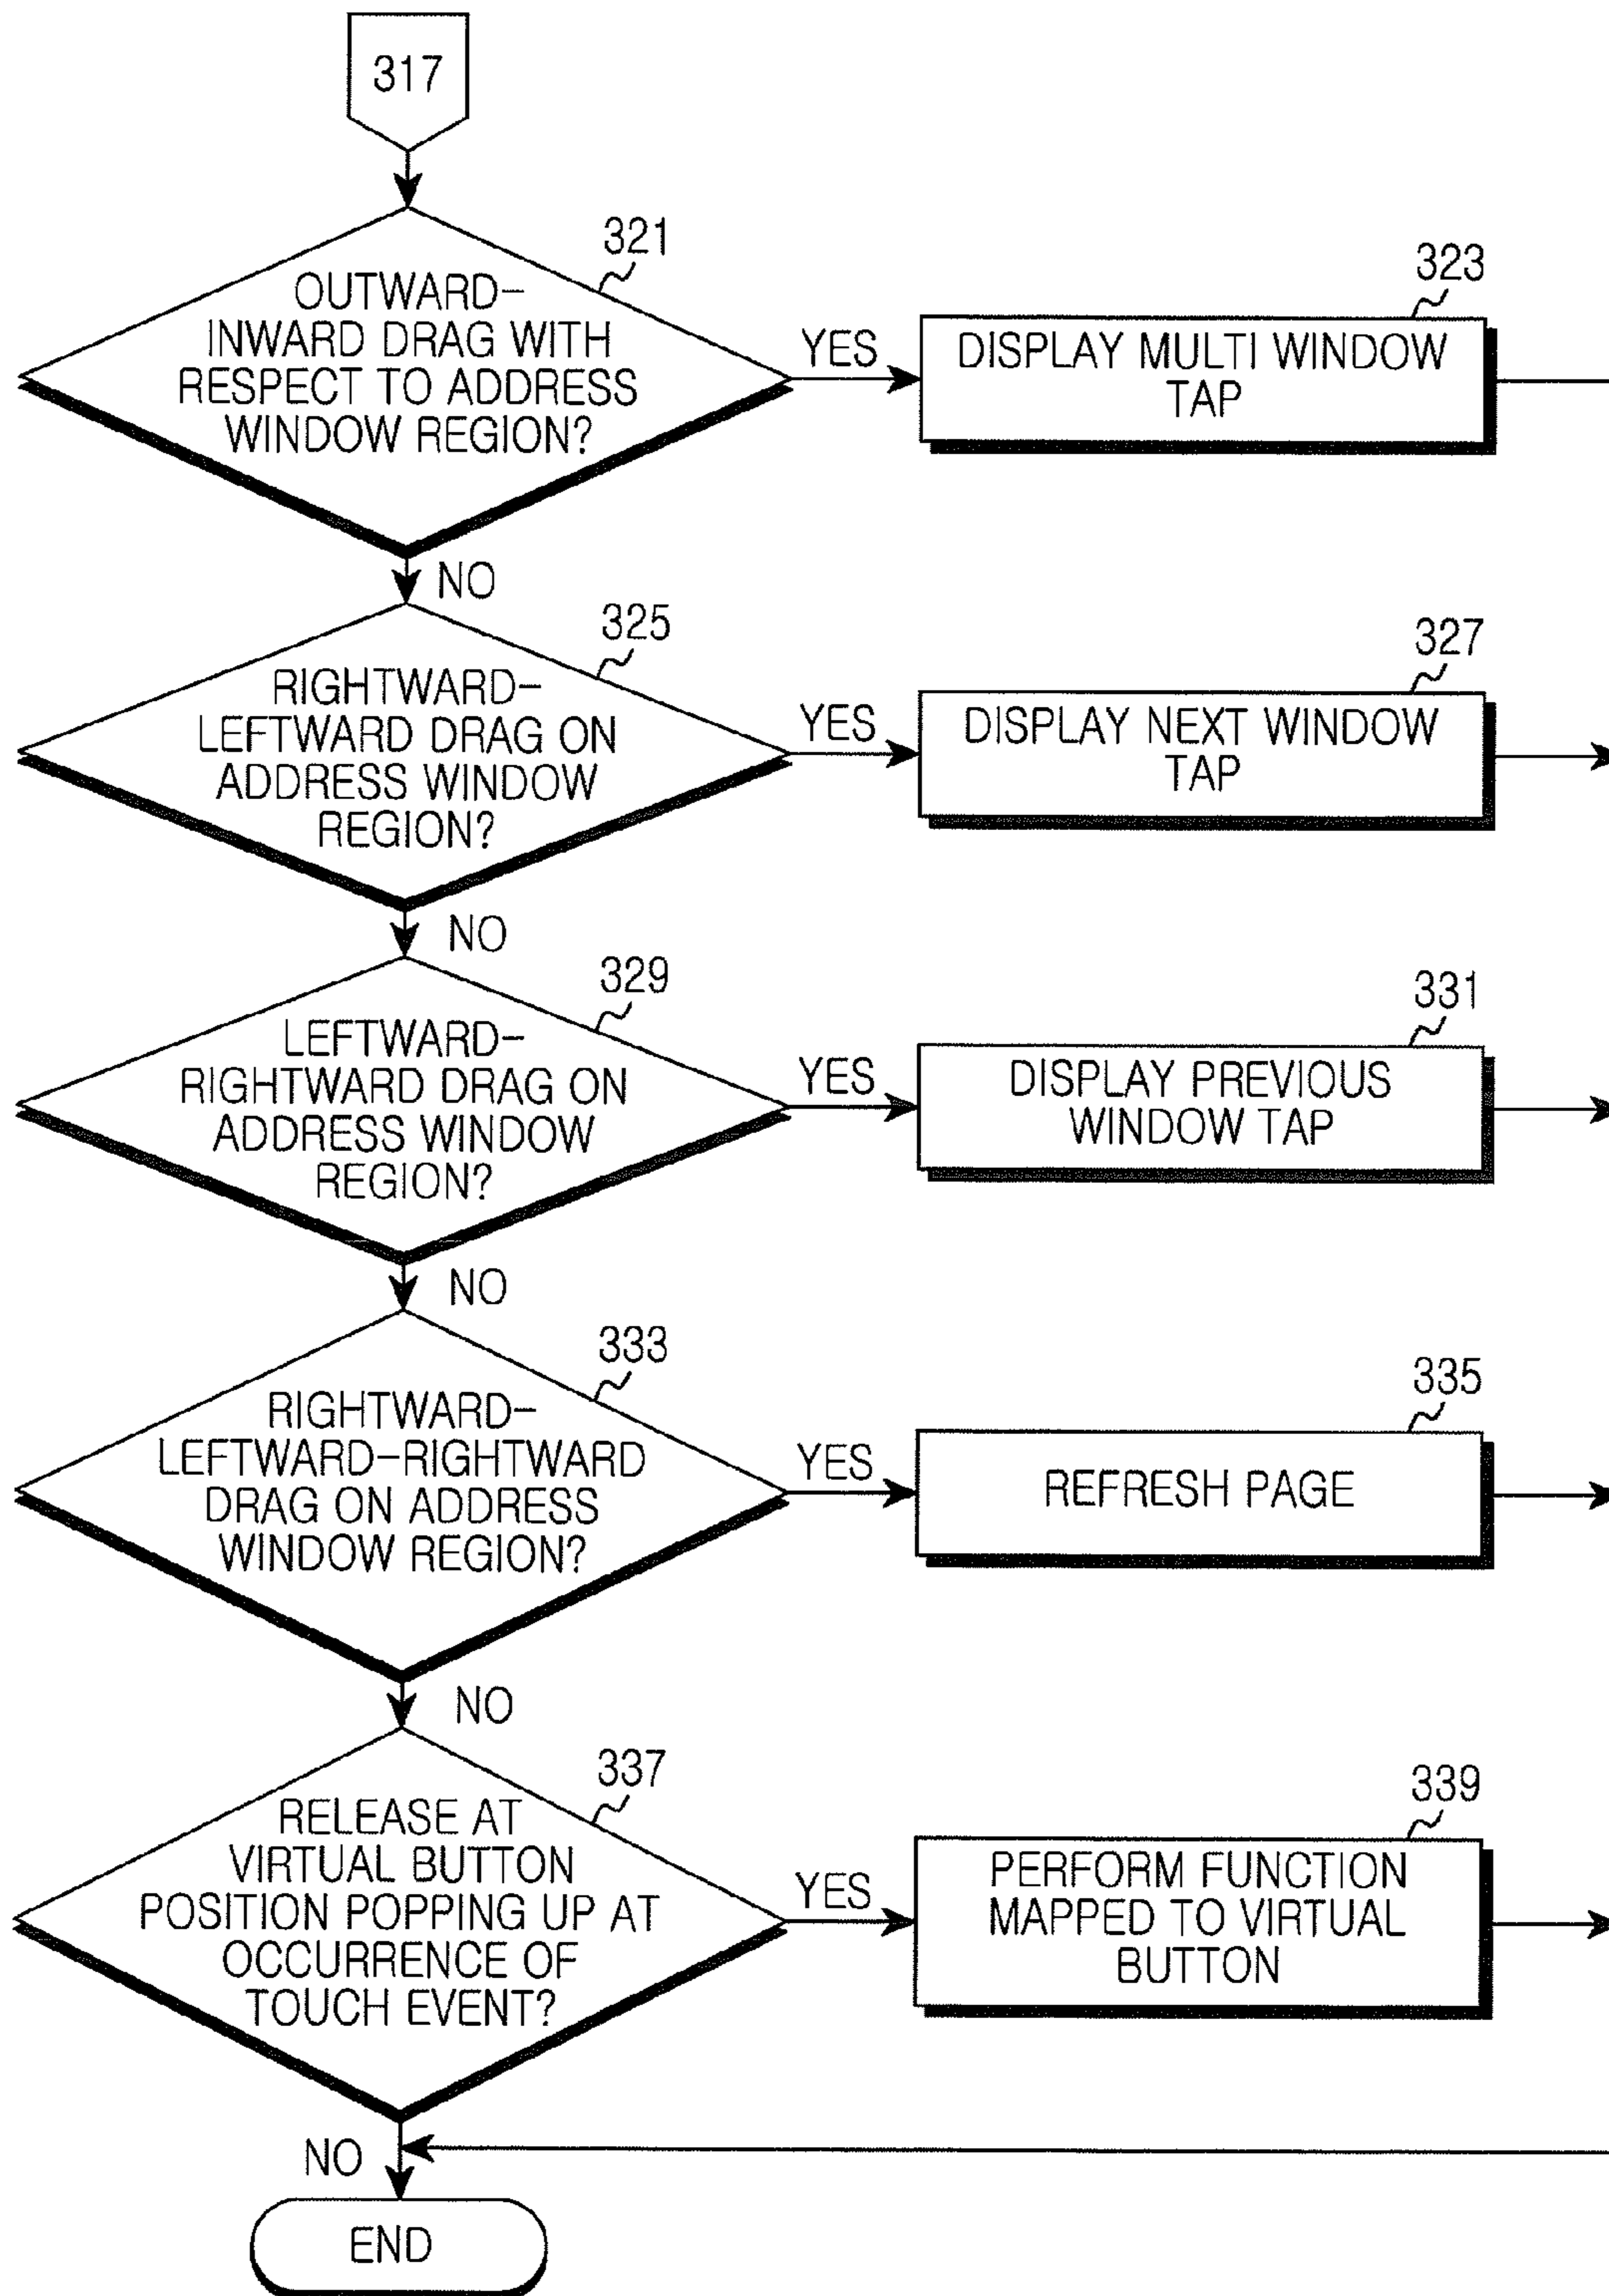 317
321
OUTWARD-
INWARD DRAG WITH
RESPECT TO ADDRESS
WINDOW REGION?
YES
323
DISPLAY MULTI WINDOW
TAP
NO
325
RIGHTWARD-
LEFTWARD DRAG ON
ADDRESS WINDOW
REGION?
YES
327
DISPLAY NEXT WINDOW
TAP
NO
329
LEFTWARD-
RIGHTWARD DRAG ON
ADDRESS WINDOW
REGION?
YES
331
DISPLAY PREVIOUS
WINDOW TAP
NO
333
RIGHTWARD-
LEFTWARD-RIGHTWARD
DRAG ON ADDRESS
WINDOW REGION?
YES
335
REFRESH PAGE
NO
337
RELEASE AT
VIRTUAL BUTTON
POSITION POPPING UP AT
OCCURRENCE OF
TOUCH EVENT?
YES
339
PERFORM FUNCTION
MAPPED TO VIRTUAL
BUTTON
NO
END